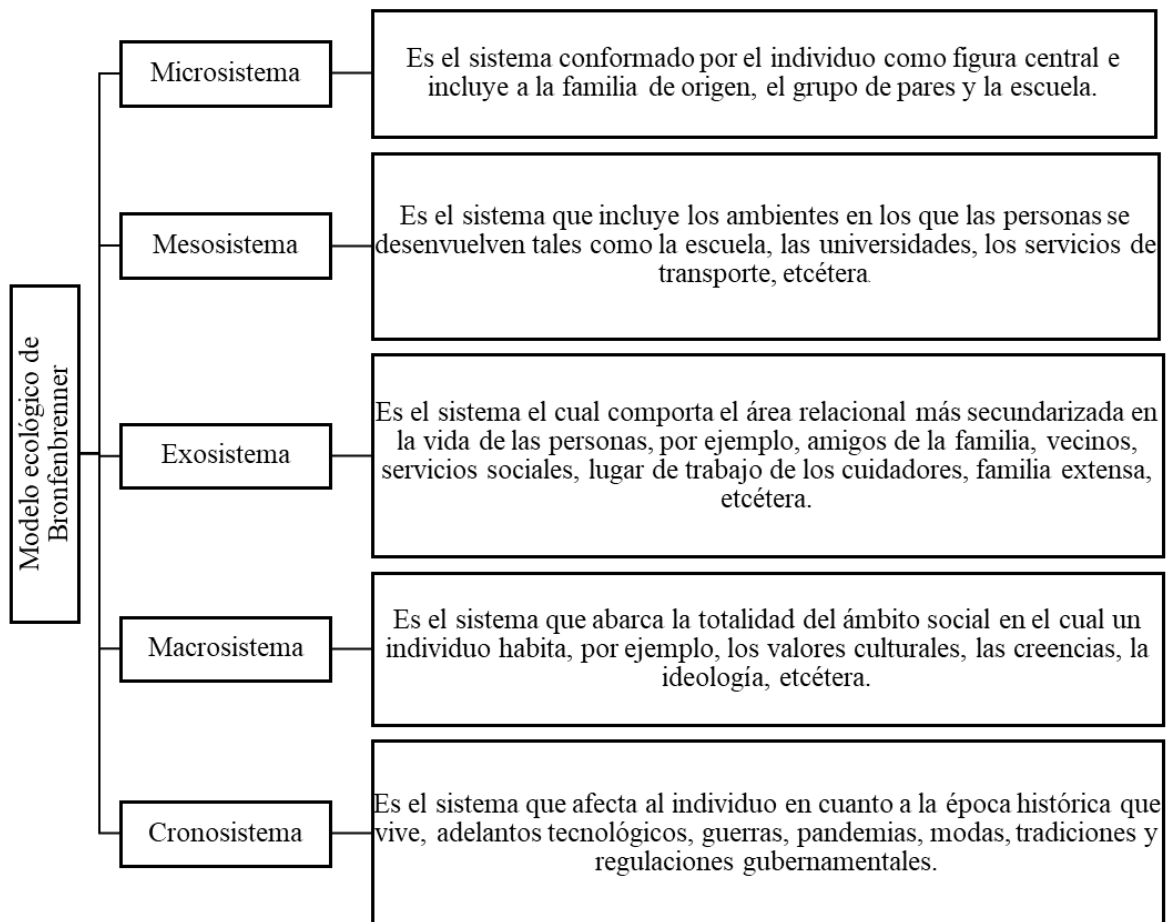 Modelo ecológico de
Bronfenbrenner
Microsistema
Es el sistema conformado por el individuo como figura central e
incluye a la familia de origen, el grupo de pares y la escuela.
Mesosistema
Es el sistema que incluye los ambientes en los que las personas se
desenvuelven tales como la escuela, las universidades, los servicios de
transporte, etcétera.
Exosistema
Es el sistema el cual comporta el área relacional más secundarizada en
la vida de las personas, por ejemplo, amigos de la familia, vecinos,
servicios sociales, lugar de trabajo de los cuidadores, familia extensa,
etcétera.
Macrosistema
Es el sistema que abarca la totalidad del ámbito social en el cual un
individuo habita, por ejemplo, los valores culturales, las creencias, la
ideología, etcétera.
Cronosistema
Es el sistema que afecta al individuo en cuanto a la época histórica que
vive, adelantos tecnológicos, guerras, pandemias, modas, tradiciones y
regulaciones gubernamentales.